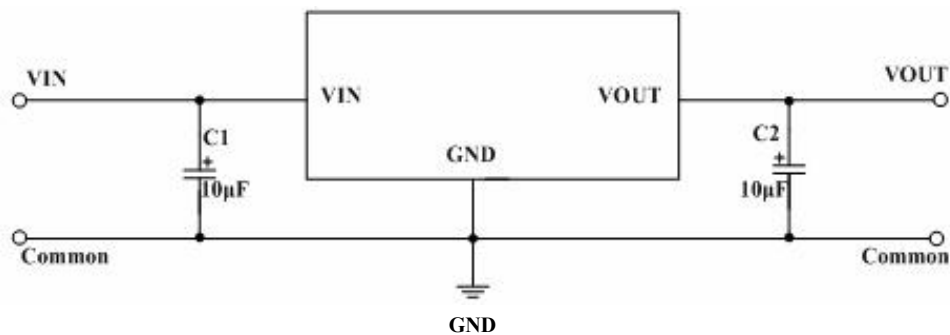 VIN
VOUT
VIN
VOUT
C1
C2
GND
+
+
10μF
10μF
Common
Common
GND